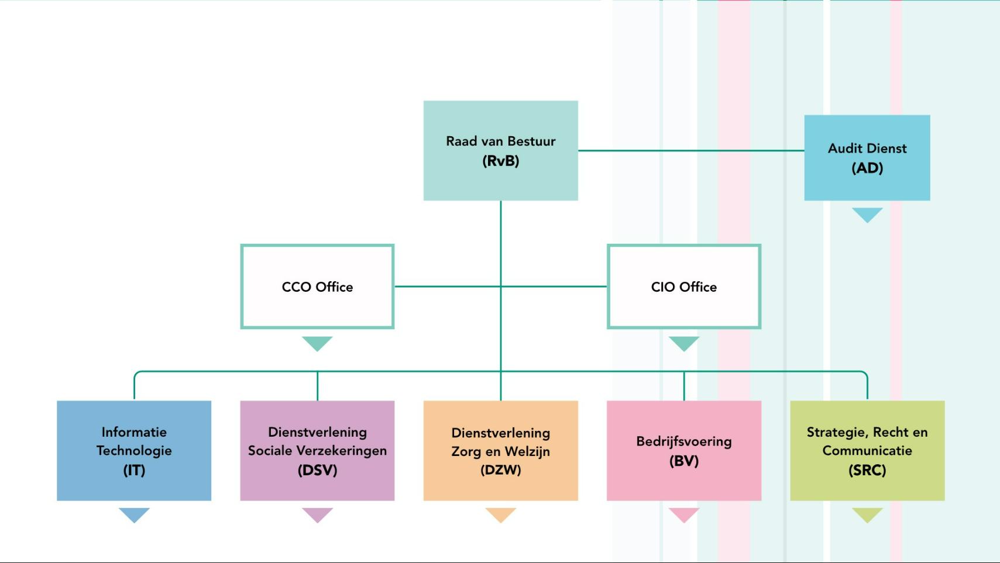 Raad van Bestuur
(RvB)
Audit Dienst
(AD)
CCO Office
CIO Office
Informatie
Technologie
(IT)
Dienstverlening
Sociale Verzekeringen
(DSV)
Dienstverlening
Zorg en Welzijn
(DZW)
Bedrijfsvoering
(BV)
Strategie, Recht en
Communicatie
(SRC)